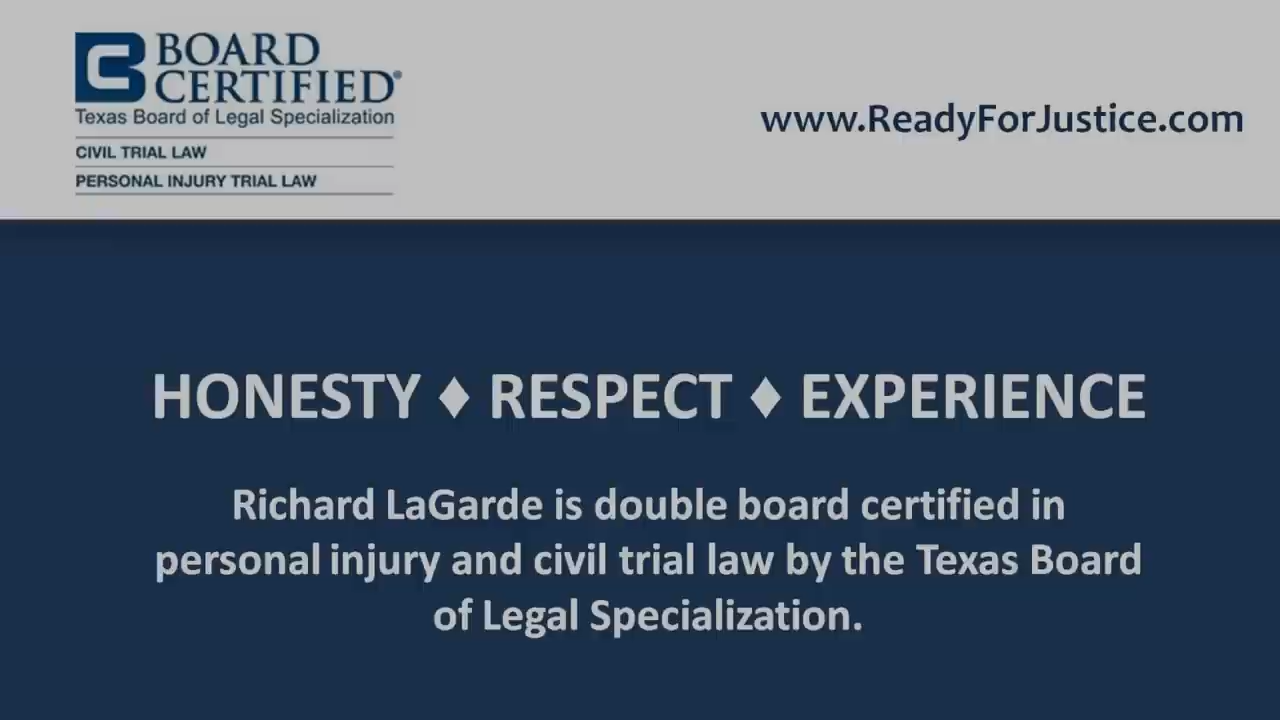 BOARD
CERTIFIED®
Texas Board of Legal Specialization
CIVIL TRIAL LAW
PERSONAL INJURY TRIAL LAW
www.ReadyForJustice.com
HONESTY ♦ RESPECT ♦ EXPERIENCE
Richard LaGarde is double board certified in
personal injury and civil trial law by the Texas Board
of Legal Specialization.